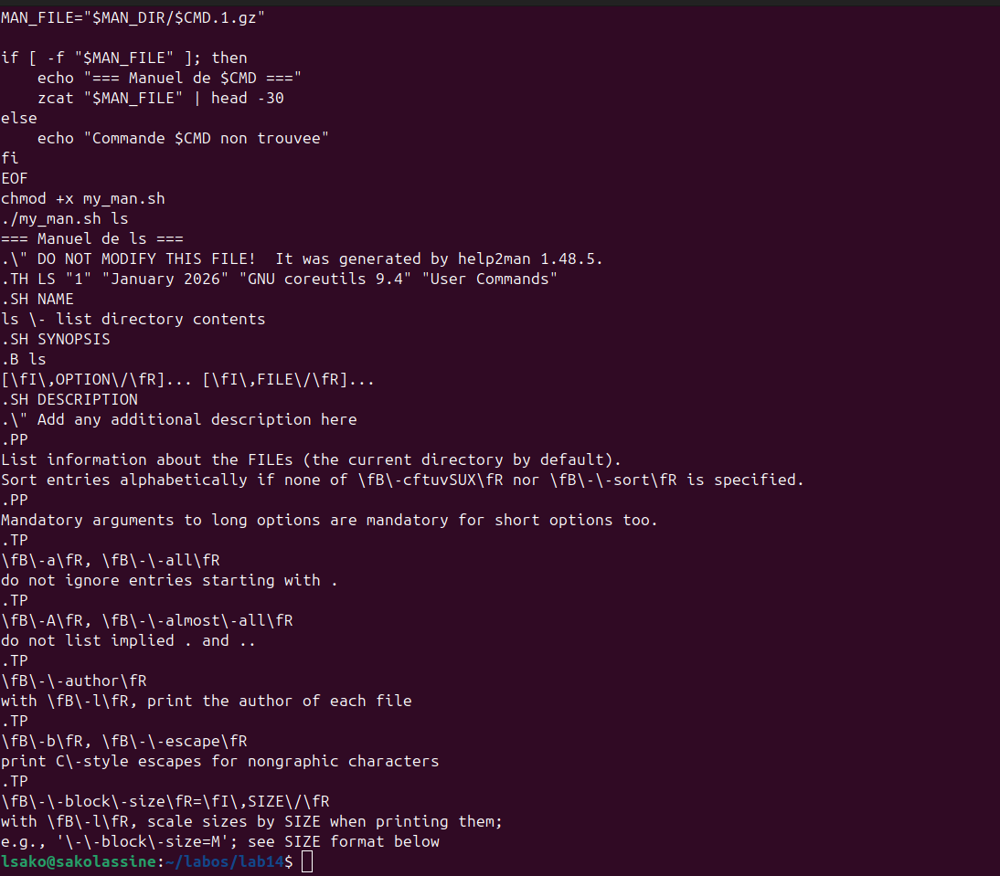 MAN_FILE="$MAN_DIR/$CMD.1.gz"

if [ -f "$MAN_FILE" ]; then
    echo "=== Manuel de $CMD ==="
    zcat "$MAN_FILE" | head -30
else
    echo "Commande $CMD non trouvee"
fi
EOF
chmod +x my_man.sh
./my_man.sh ls
=== Manuel de ls ===
.\" DO NOT MODIFY THIS FILE!  It was generated by help2man 1.48.5.
.TH LS "1" "January 2026" "GNU coreutils 9.4" "User Commands"
.SH NAME
ls \- list directory contents
.SH SYNOPSIS
.B ls
[\fI\,OPTION\/\fR]... [\fI\,FILE\/\fR]...
.SH DESCRIPTION
.\" Add any additional description here
.PP
List information about the FILEs (the current directory by default).
Sort entries alphabetically if none of \fB\-cftuvSUX\fR nor \fB\-\-sort\fR is specified.
.PP
Mandatory arguments to long options are mandatory for short options too.
.TP
\fB\-a\fR, \fB\-\-all\fR
do not ignore entries starting with .
.TP
\fB\-A\fR, \fB\-\-almost\-all\fR
do not list implied . and ..
.TP
\fB\-\-author\fR
with \fB\-l\fR, print the author of each file
.TP
\fB\-b\fR, \fB\-\-escape\fR
print C\-style escapes for nongraphic characters
.TP
\fB\-\-block\-size\fR=\fI\,SIZE\/\fR
with \fB\-l\fR, scale sizes by SIZE when printing them;
e.g., '\-\-block\-size=M'; see SIZE format below
lsako@sakolassine:~/labos/lab14$